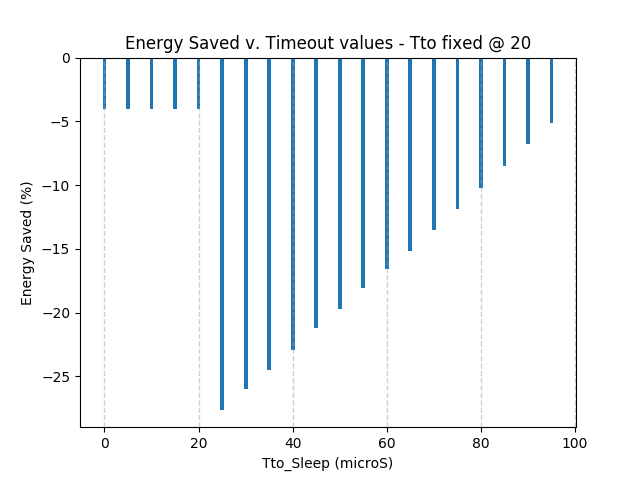 Energy Saved v. Timeout values - Tto fixed @ 20
0
−5
−10
−15
−20
−25
Energy Saved (%)
0 20 40 60 80 100
Tto_Sleep (microS)